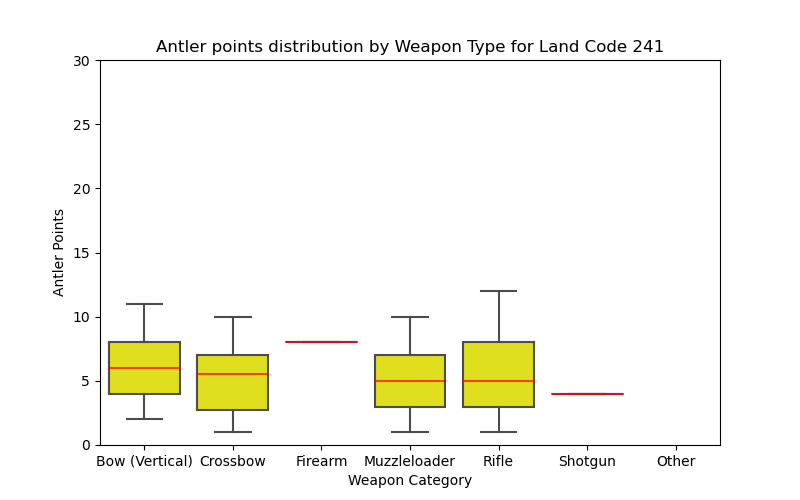 Antler points distribution by Weapon Type for Land Code 241
30
25
20
15
10
5
0
Antler Points
Bow (Vertical) Crossbow Firearm Muzzleloader Rifle Shotgun Other
Weapon Category